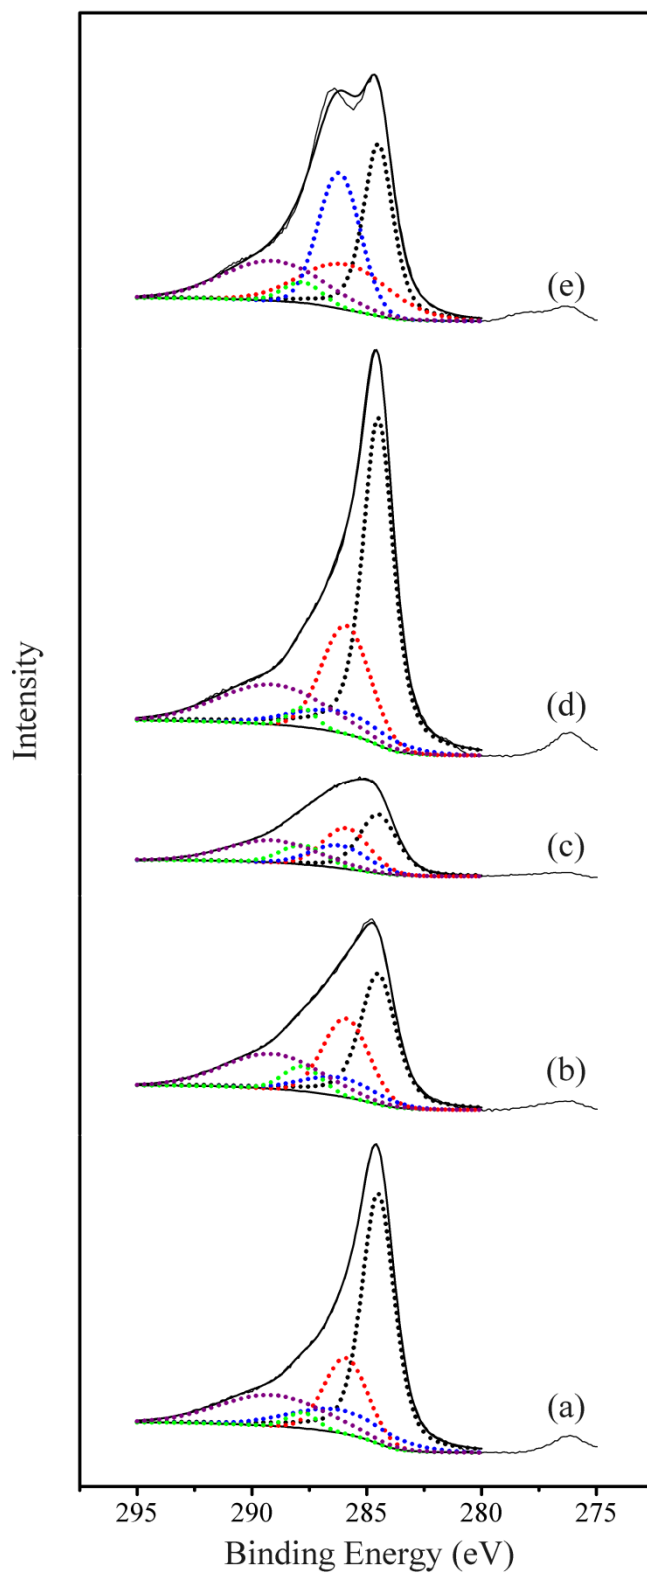 (e)
(d)
(c)
(b)
(a)
Intensity
295 290 285 280 275
Binding Energy (eV)